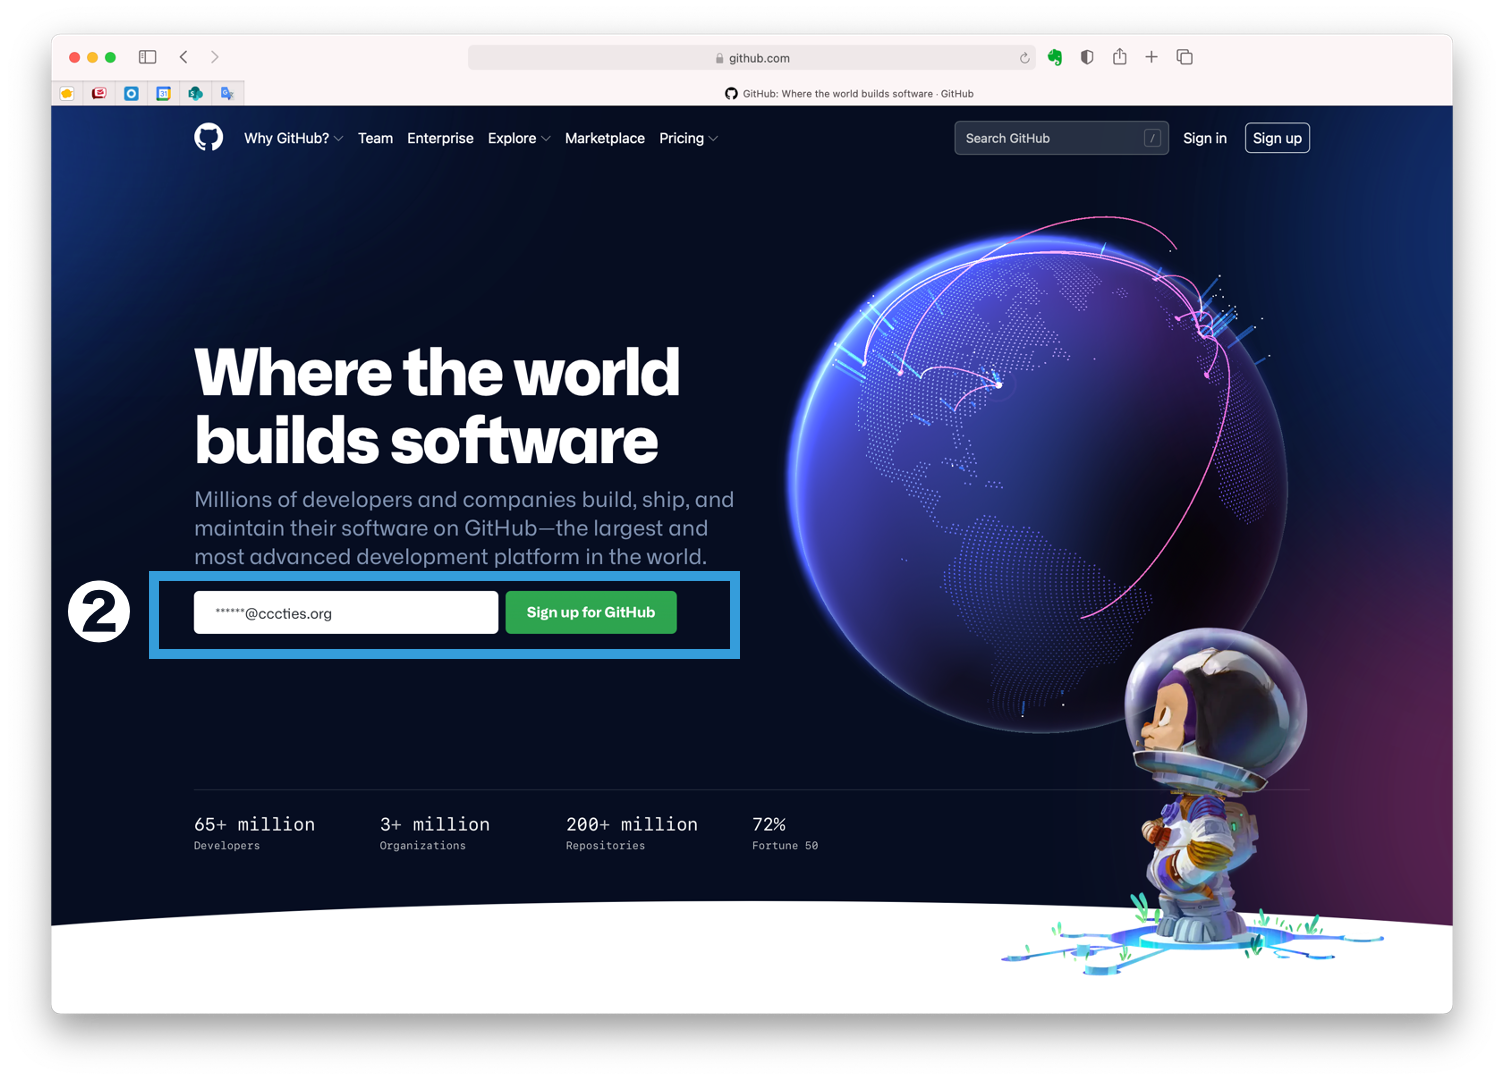 github.com
GitHub: Where the world builds software · GitHub
Why GitHub? Team Enterprise Explore Marketplace Pricing
Search GitHub /
Sign in
Sign up
Where the world
builds software
Millions of developers and companies build, ship, and
maintain their software on GitHub—the largest and
most advanced development platform in the world.
2
******@cccties.org
Sign up for GitHub
65+ million
Developers
3+ million
Organizations
200+ million
Repositories
72%
Fortune 50